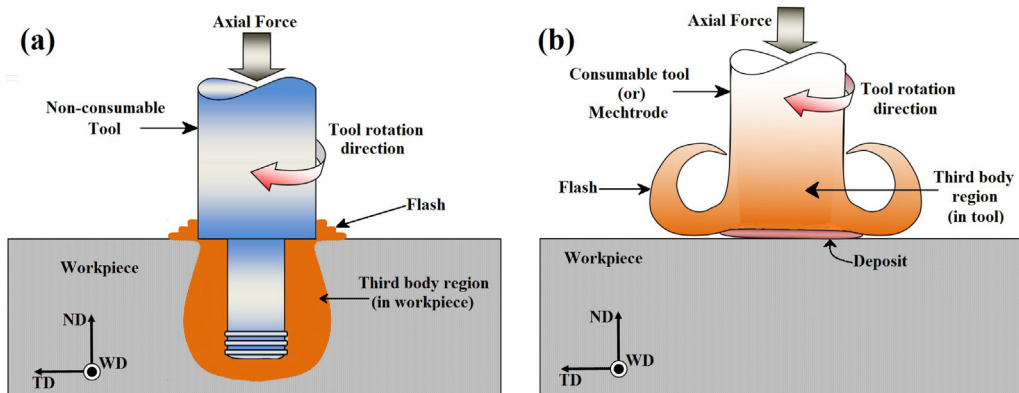 (a)
Axial Force
Non-consumable
Tool
Tool rotation
direction
Flash
Workpiece
Third body region
(in workpiece)
ND
WD
TD
(b)
Axial Force
Consumable tool
(or)
Mechtrode
Tool rotation
direction
Flash
Third body
region
(in tool)
Deposit
Workpiece
ND
WD
TD